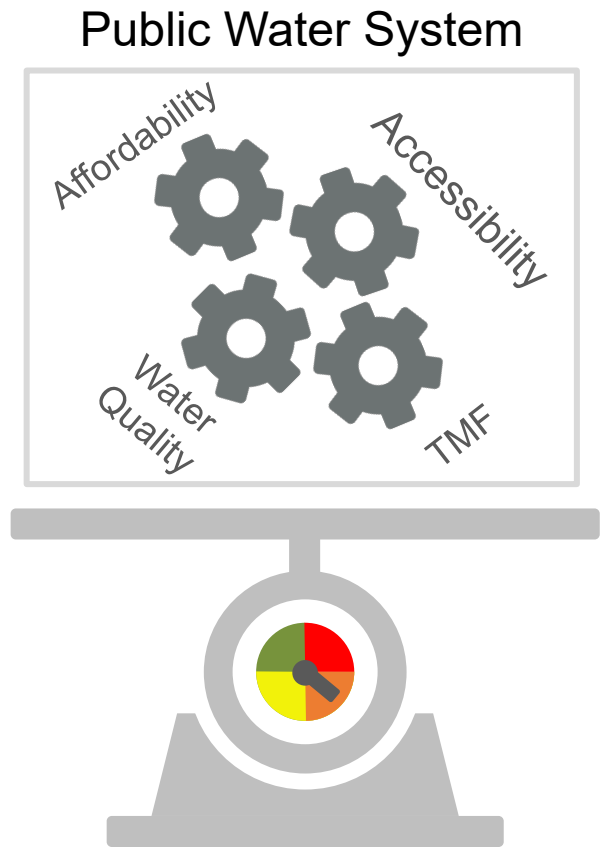 Public Water System
Affordability
Accessibility
Water
Quality
TMF